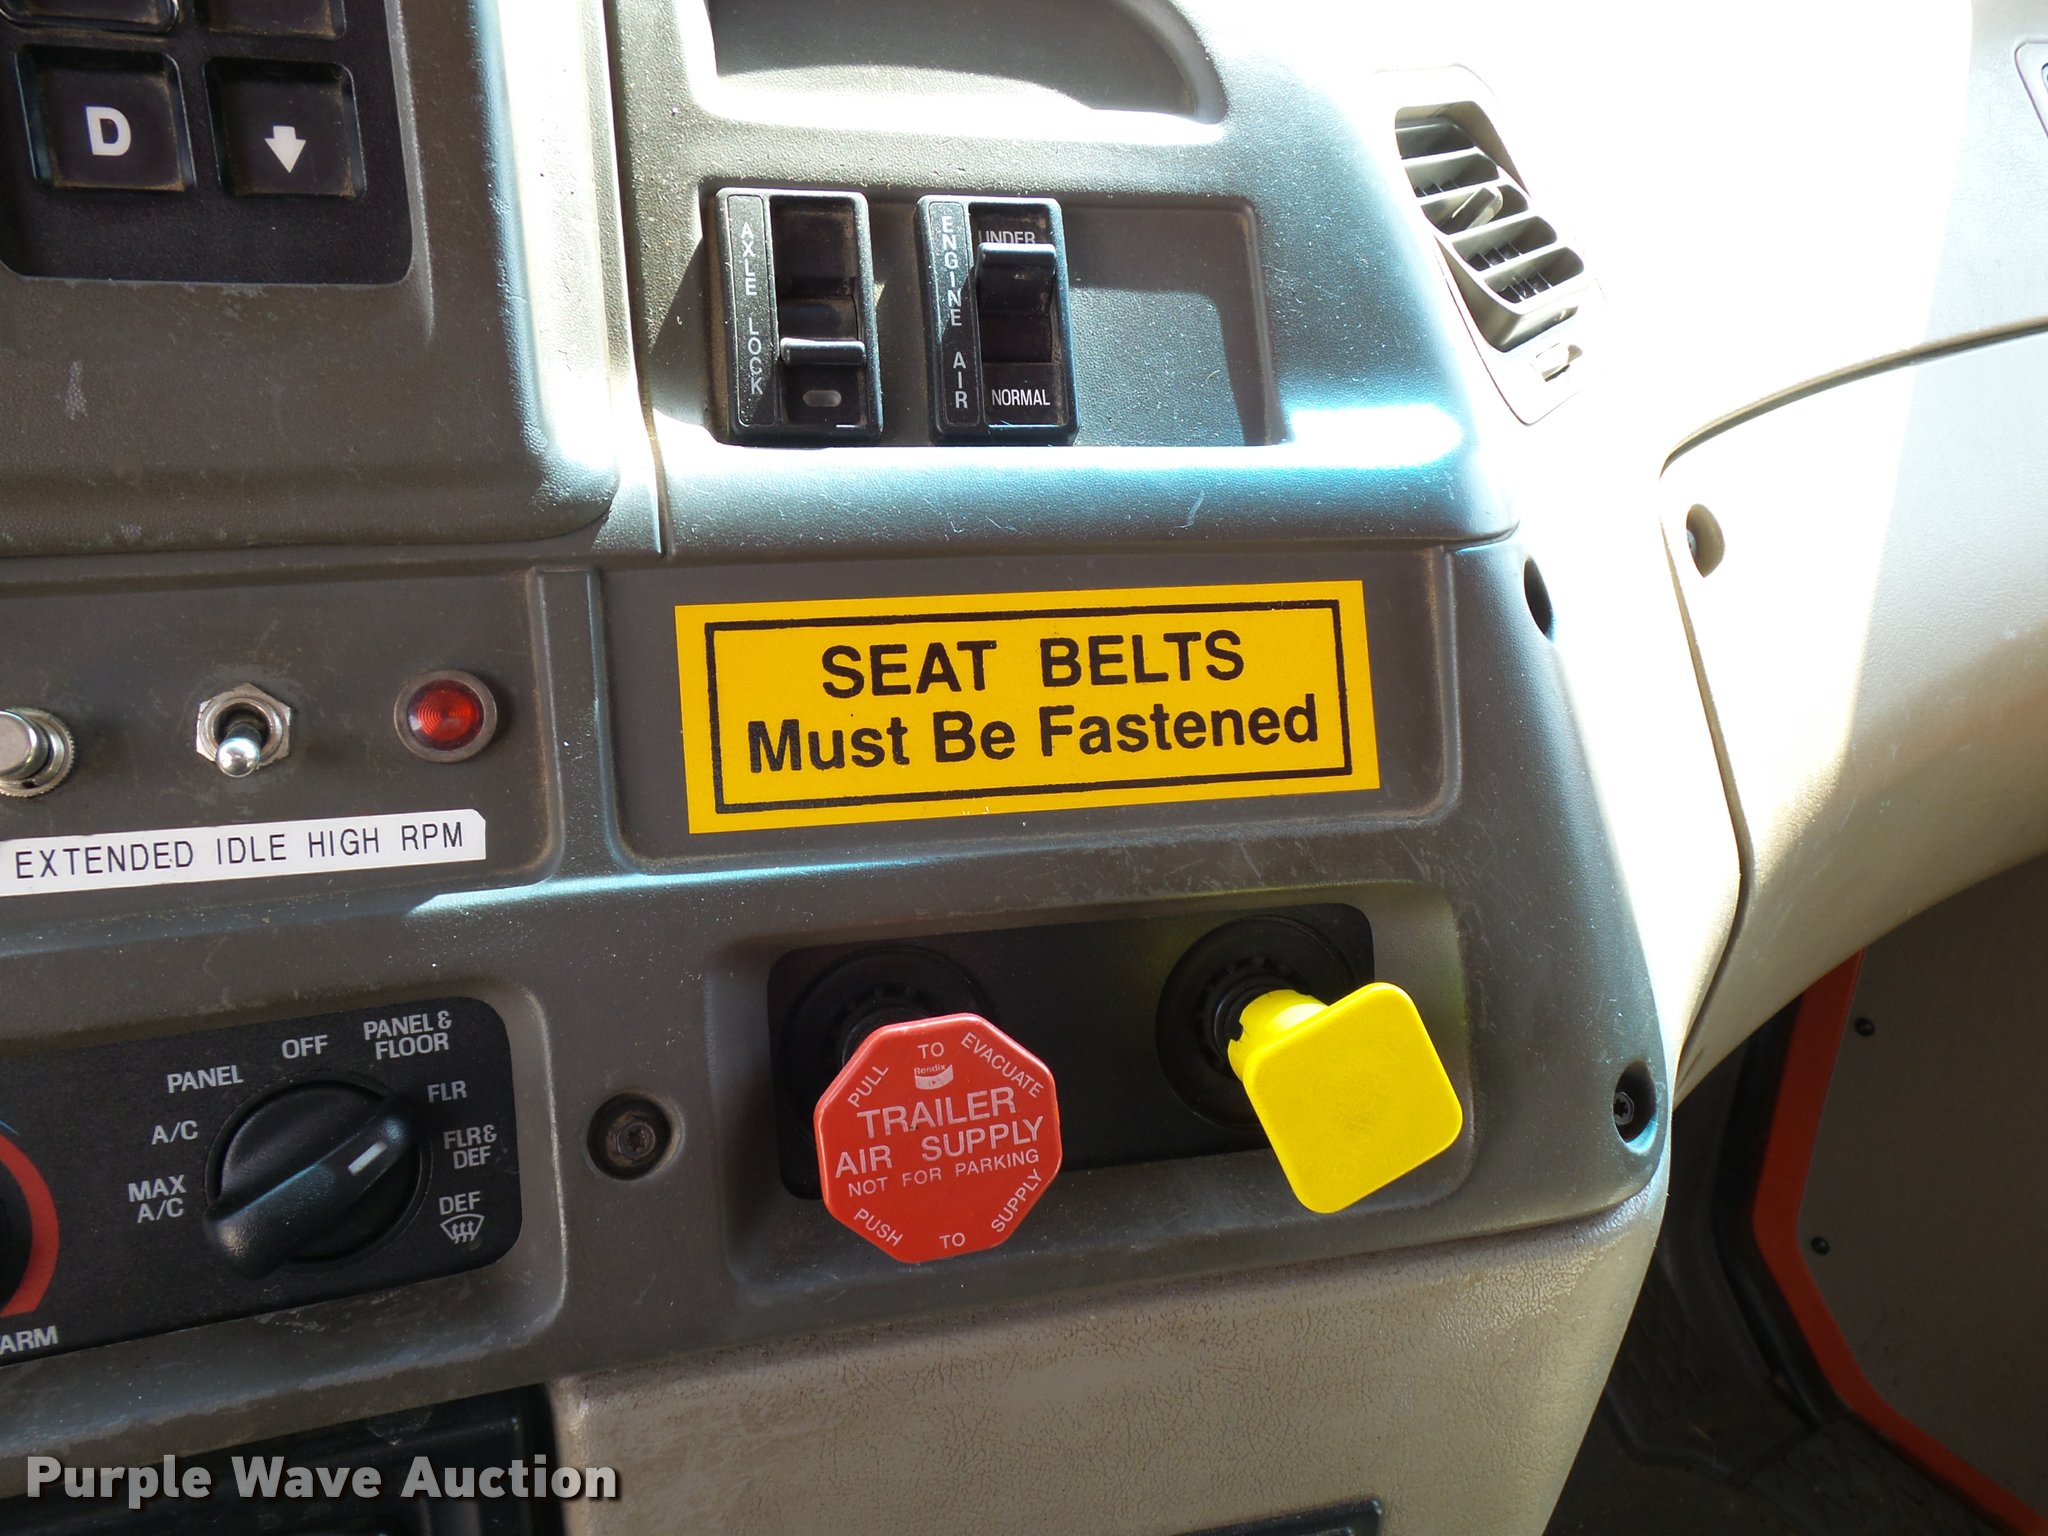 D
AXLE LOCK
ENGINE AIR
UNDER
NORMAL
SEAT BELTS
Must Be Fastened
EXTENDED IDLE HIGH RPM
OFF
PANEL &
FLOOR
PANEL
FLR
A/C
FLR &
DEF
MAX
A/C
DEF
ARM
PULL TO EVACUATE
Bendix
TRAILER
AIR SUPPLY
NOT FOR PARKING
PUSH TO SUPPLY
Purple Wave Auction